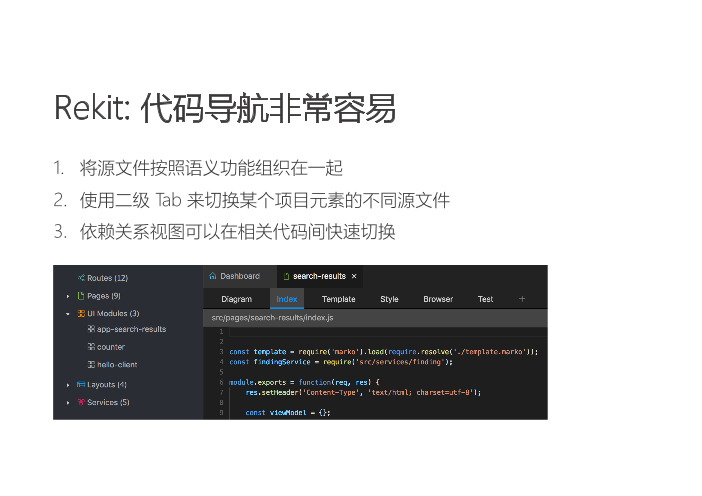 Rekit: 代码导航非常容易
1. 将源文件按照语义功能组织在一起
2. 使用二级 Tab 来切换某个项目元素的不同源文件
3. 依赖关系视图可以在相关代码间快速切换
Routes (12)
Pages (9)
UI Modules (3)
app-search-results
counter
hello-client
Layouts (4)
Services (5)
Dashboard search-results ×
Diagram Index Template Style Browser Test +
src/pages/search-results/index.js
1
2
3 const template = require('marko').load(require.resolve('./template.marko'));
4 const findingService = require('src/services/finding');
5
6 module.exports = function(req, res) {
7 res.setHeader('Content-Type', 'text/html; charset=utf-8');
8
9 const viewModel = {};